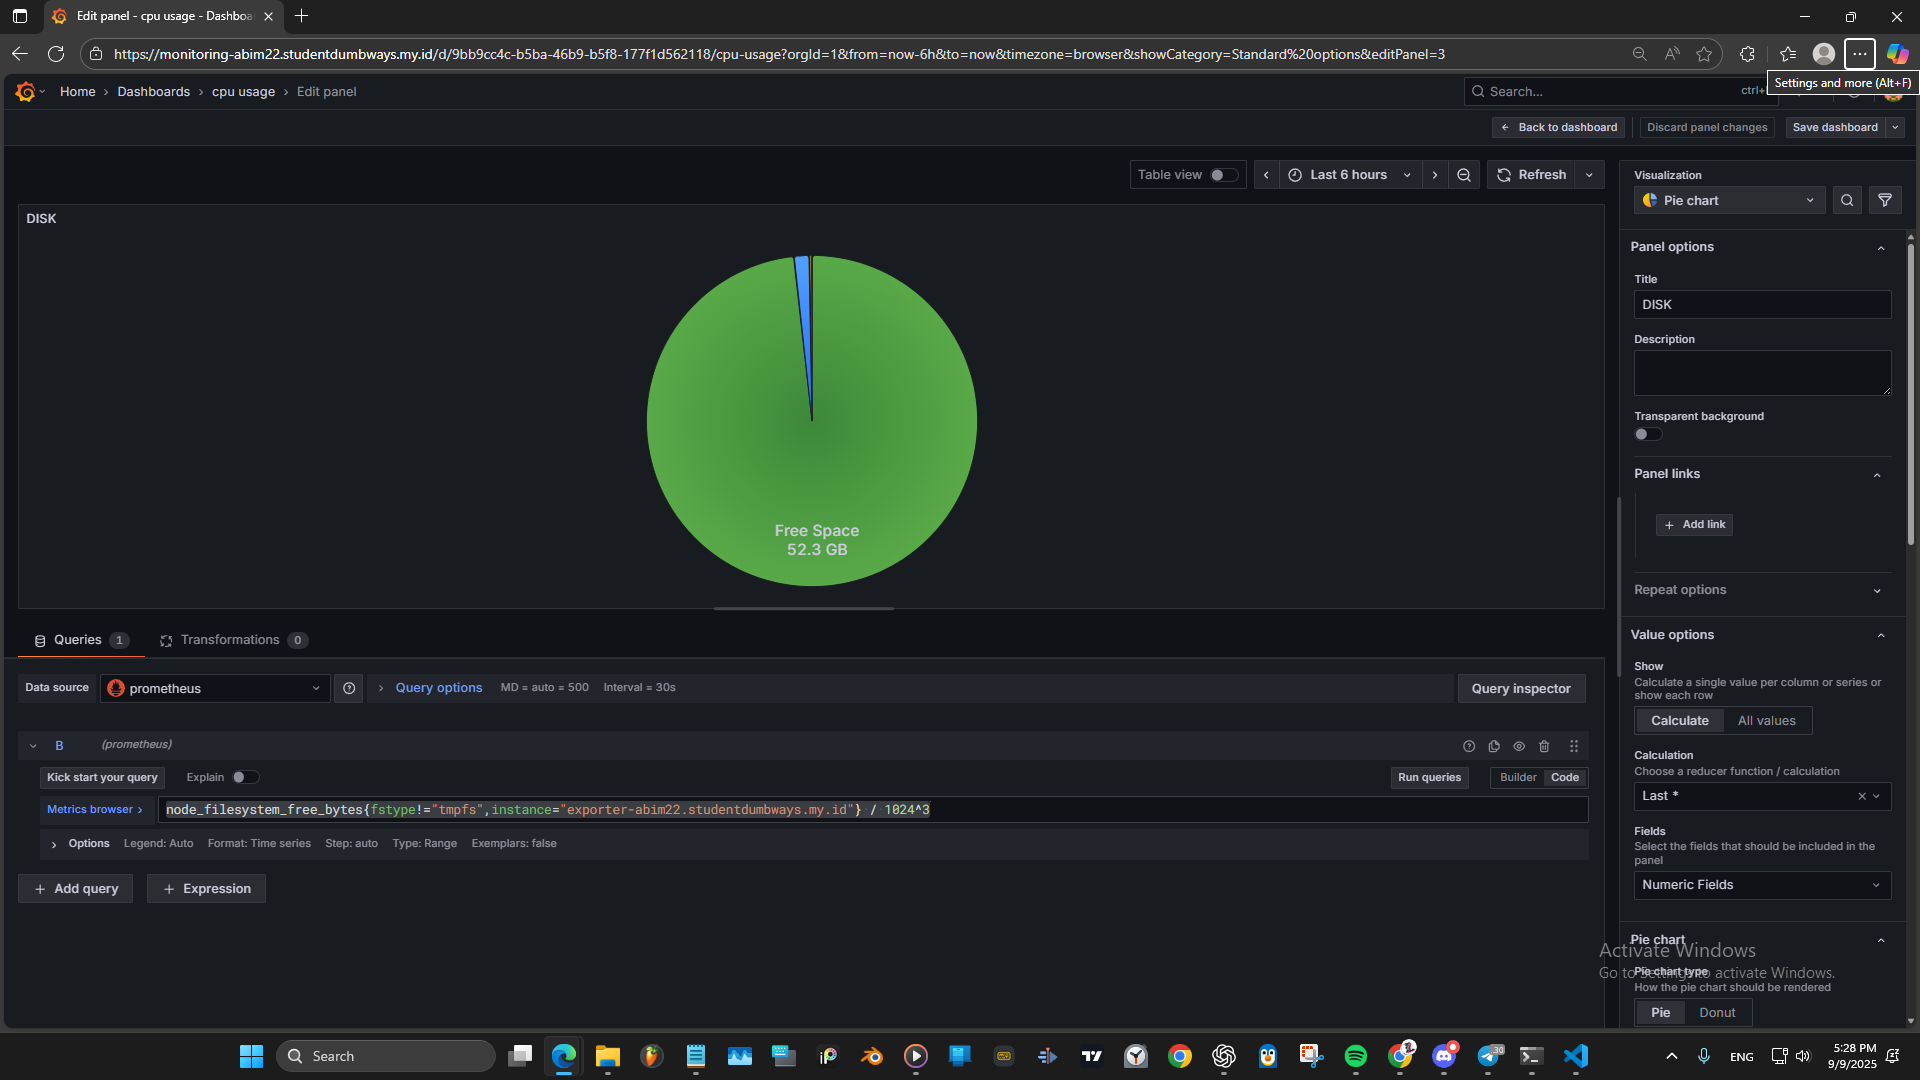 Edit panel - cpu usage - Dashboa
https://monitoring-abim22.studentdumbways.my.id/d/9bb9cc4c-b5ba-46b9-b5f8-177f1d562118/cpu-usage?orgId=1&from=now-6h&to=now&timezone=browser&showCategory=Standard%20options&editPanel=3
Settings and more (Alt+F)
Home › Dashboards › cpu usage › Edit panel
Search...
ctrl+
Back to dashboard
Discard panel changes
Save dashboard
Table view
Last 6 hours
Refresh
Visualization
Pie chart
DISK
Free Space
52.3 GB
Panel options
Title
DISK
Description
Transparent background
Panel links
+ Add link
Repeat options
Value options
Show
Calculate a single value per column or series or
show each row
Calculate
All values
Calculation
Choose a reducer function / calculation
Last *
Fields
Select the fields that should be included in the
panel
Numeric Fields
Pie chart
Pie chart type
How the pie chart should be rendered
Pie
Donut
Queries 1
Transformations 0
Data source
prometheus
Query options
MD = auto = 500
Interval = 30s
Query inspector
B
(prometheus)
Kick start your query
Explain
Run queries
Builder
Code
Metrics browser >
node_filesystem_free_bytes{fstype!="tmpfs",instance="exporter-abim22.studentdumbways.my.id"} / 1024^3
Options
Legend: Auto
Format: Time series
Step: auto
Type: Range
Exemplars: false
+ Add query
+ Expression
Activate Windows
Go to Settings to activate Windows.
Search
30
ENG
5:28 PM
9/9/2025